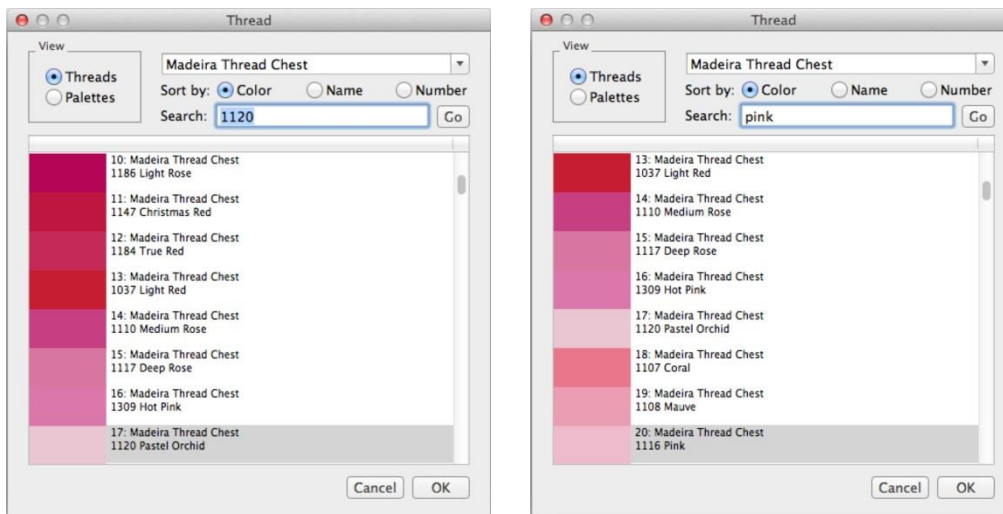 Thread
View
Threads
Palettes
Madeira Thread Chest
Sort by: Color Name Number
Search: 1120 Go
10: Madeira Thread Chest
1186 Light Rose
11: Madeira Thread Chest
1147 Christmas Red
12: Madeira Thread Chest
1184 True Red
13: Madeira Thread Chest
1037 Light Red
14: Madeira Thread Chest
1110 Medium Rose
15: Madeira Thread Chest
1117 Deep Rose
16: Madeira Thread Chest
1309 Hot Pink
17: Madeira Thread Chest
1120 Pastel Orchid
Cancel OK
Thread
View
Threads
Palettes
Madeira Thread Chest
Sort by: Color Name Number
Search: pink Go
13: Madeira Thread Chest
1037 Light Red
14: Madeira Thread Chest
1110 Medium Rose
15: Madeira Thread Chest
1117 Deep Rose
16: Madeira Thread Chest
1309 Hot Pink
17: Madeira Thread Chest
1120 Pastel Orchid
18: Madeira Thread Chest
1107 Coral
19: Madeira Thread Chest
1108 Mauve
20: Madeira Thread Chest
1116 Pink
Cancel OK